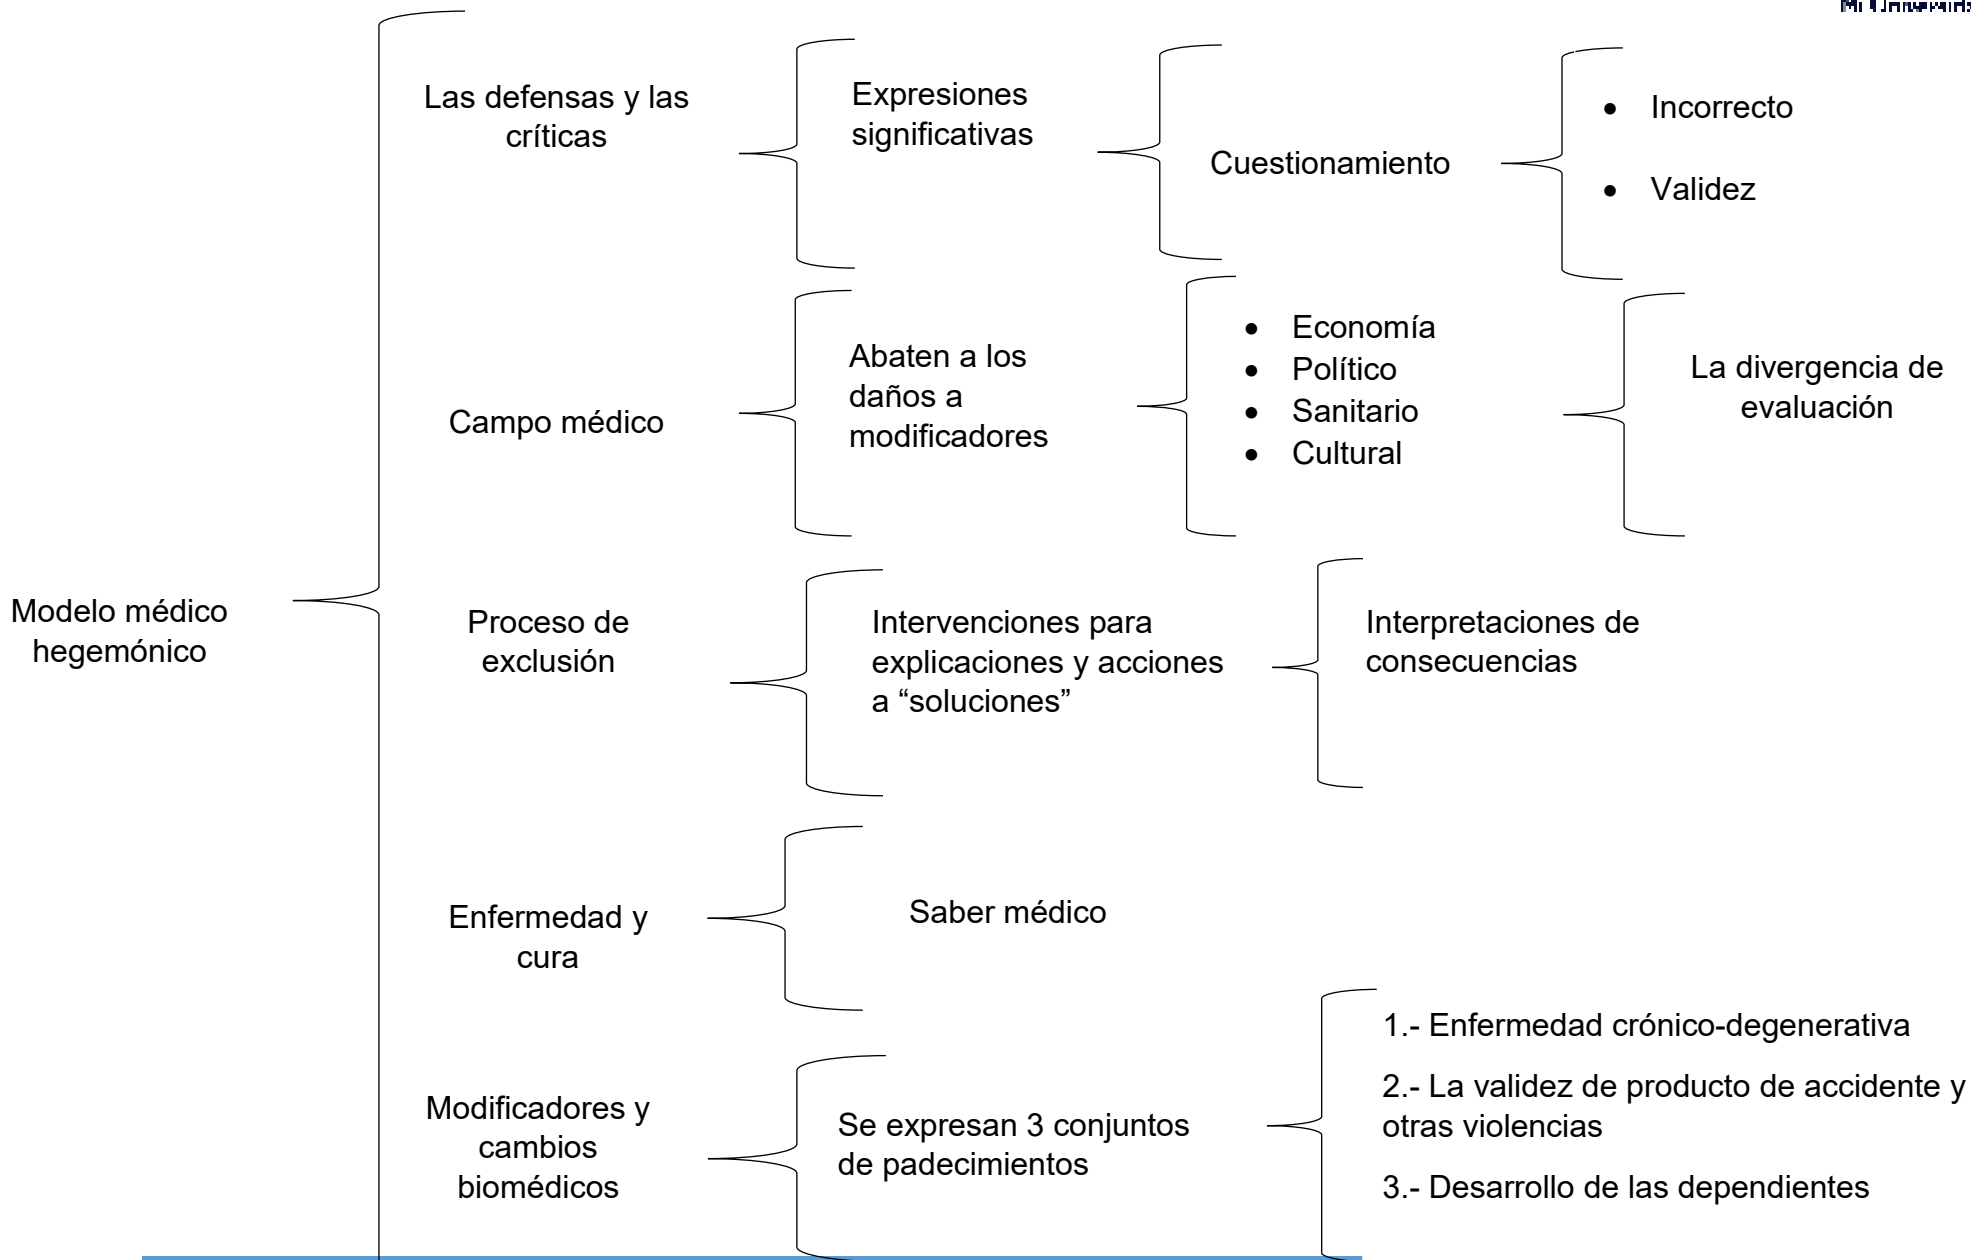 Las defensas y las
críticas
Expresiones
significativas
Cuestionamiento
• Incorrecto
• Validez
Campo médico
Abaten a los
daños a
modificadores
• Economía
• Político
• Sanitario
• Cultural
La divergencia de
evaluación
Modelo médico
hegemónico
Proceso de
exclusión
Intervenciones para
explicaciones y acciones
a “soluciones”
Interpretaciones de
consecuencias
Enfermedad y
cura
Saber médico
Modificadores y
cambios
biomédicos
Se expresan 3 conjuntos
de padecimientos
1.- Enfermedad crónico-degenerativa
2.- La validez de producto de accidente y
otras violencias
3.- Desarrollo de las dependientes